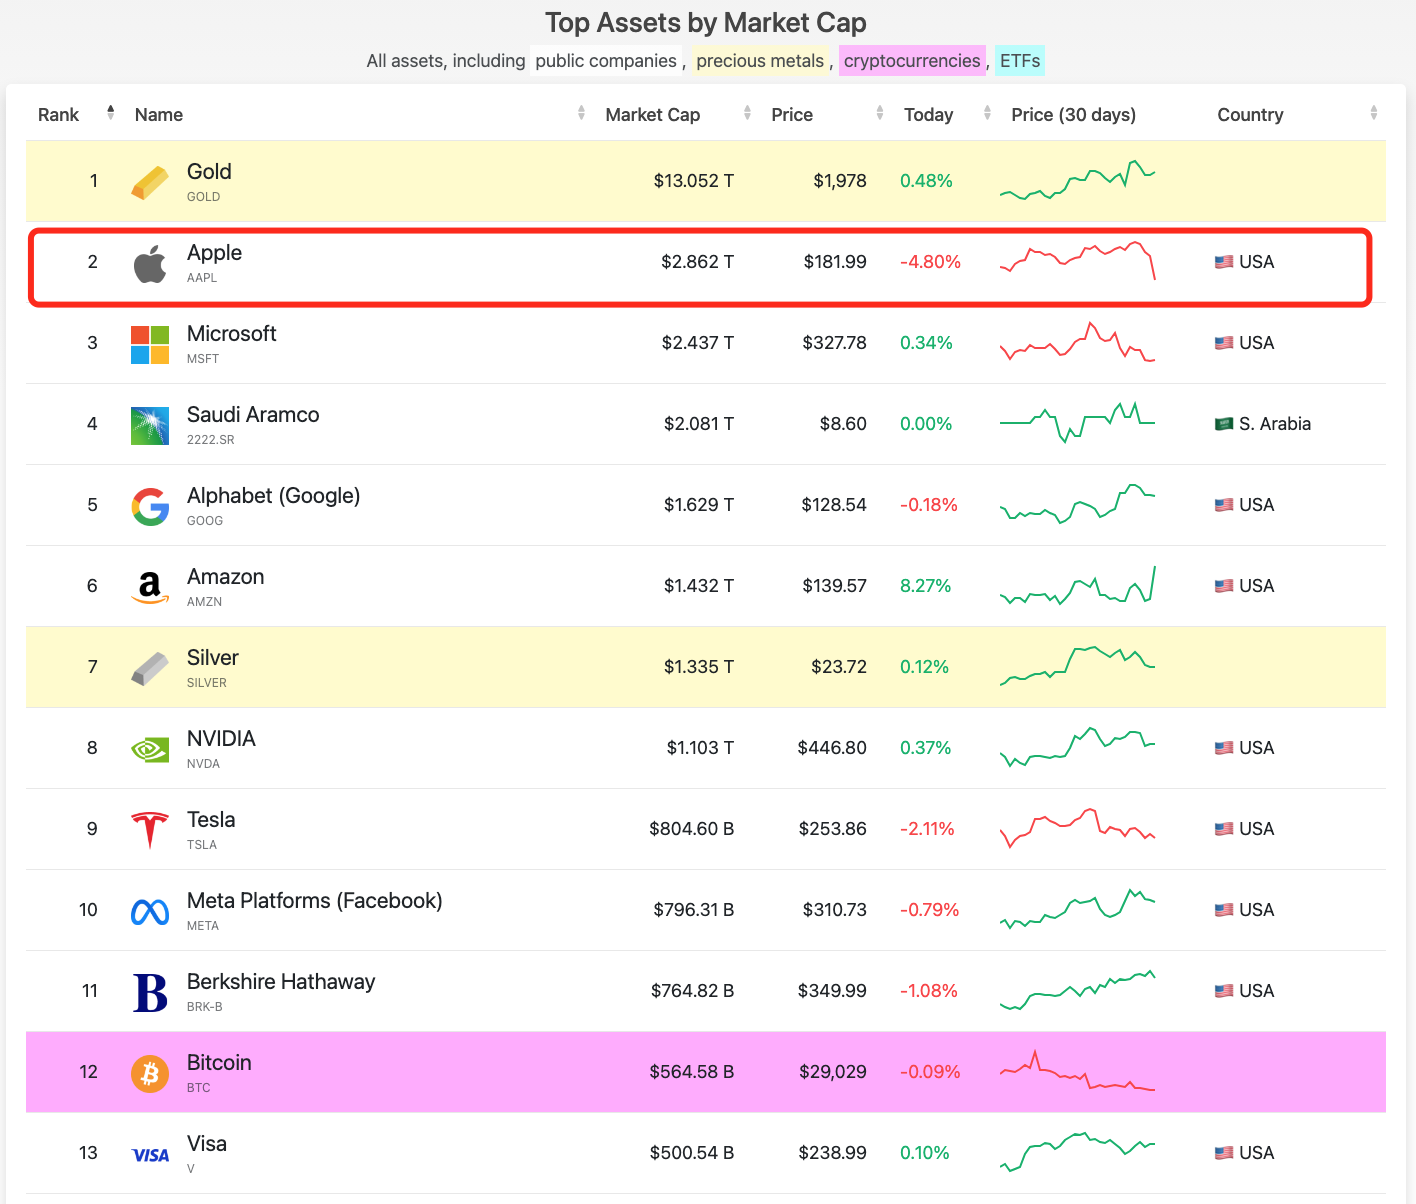 Top Assets by Market Cap
All assets, including public companies , precious metals , cryptocurrencies , ETFs
Rank Name Market Cap Price Today Price (30 days) Country
1 Gold $13.052 T $1,978 0.48%
GOLD
2 Apple $2.862 T $181.99 -4.80% USA
AAPL
3 Microsoft $2.437 T $327.78 0.34% USA
MSFT
4 Saudi Aramco $2.081 T $8.60 0.00% S. Arabia
2222.SR
5 Alphabet (Google) $1.629 T $128.54 -0.18% USA
GOOG
6 Amazon $1.432 T $139.57 8.27% USA
AMZN
7 Silver $1.335 T $23.72 0.12%
SILVER
8 NVIDIA $1.103 T $446.80 0.37% USA
NVDA
9 Tesla $804.60 B $253.86 -2.11% USA
TSLA
10 Meta Platforms (Facebook) $796.31 B $310.73 -0.79% USA
META
11 B Berkshire Hathaway $764.82 B $349.99 -1.08% USA
BRK-B
12 Bitcoin $564.58 B $29,029 -0.09%
BTC
13 VISA Visa $500.54 B $238.99 0.10% USA
V